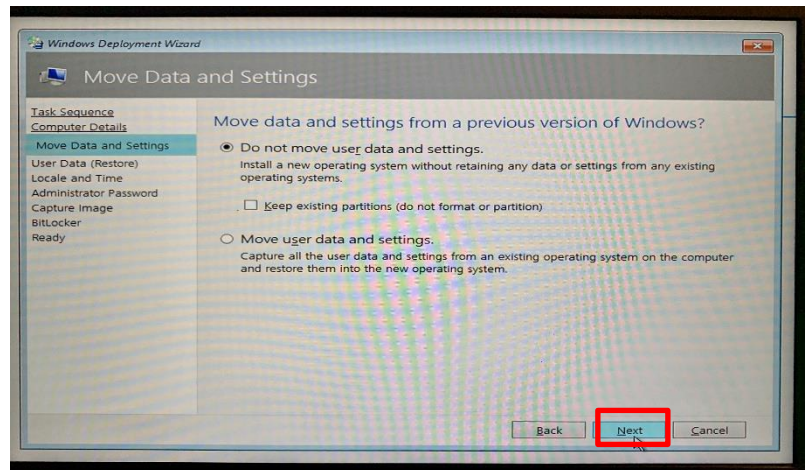 Windows Deployment Wizard
Move Data and Settings
Task Sequence
Computer Details
Move Data and Settings
User Data (Restore)
Locale and Time
Administrator Password
Capture Image
BitLocker
Ready
Move data and settings from a previous version of Windows?
Do not move user data and settings.
Install a new operating system without retaining any data or settings from any existing
operating systems.
Keep existing partitions (do not format or partition)
Move user data and settings.
Capture all the user data and settings from an existing operating system on the computer
and restore them into the new operating system.
Back Next Cancel